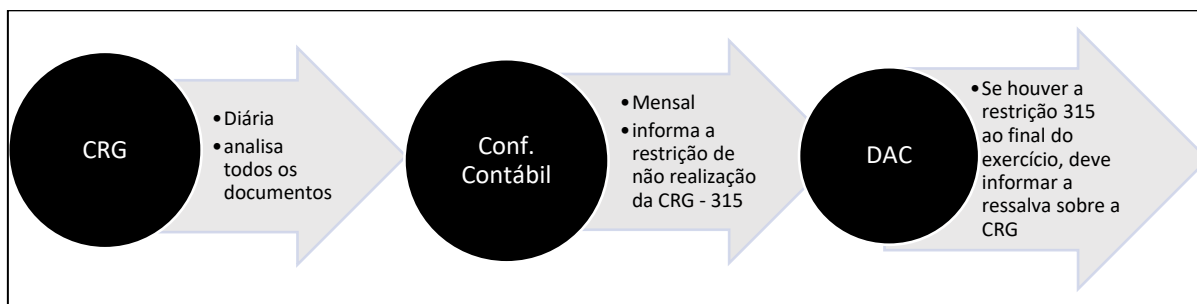 CRG
•Diária
•analisa
todos os
documentos
Conf.
Contábil
•Mensal
•informa a
restrição de
não realização
da CRG - 315
DAC
•Se houver a
restrição 315
ao final do
exercício, deve
informar a
ressalva sobre a
CRG